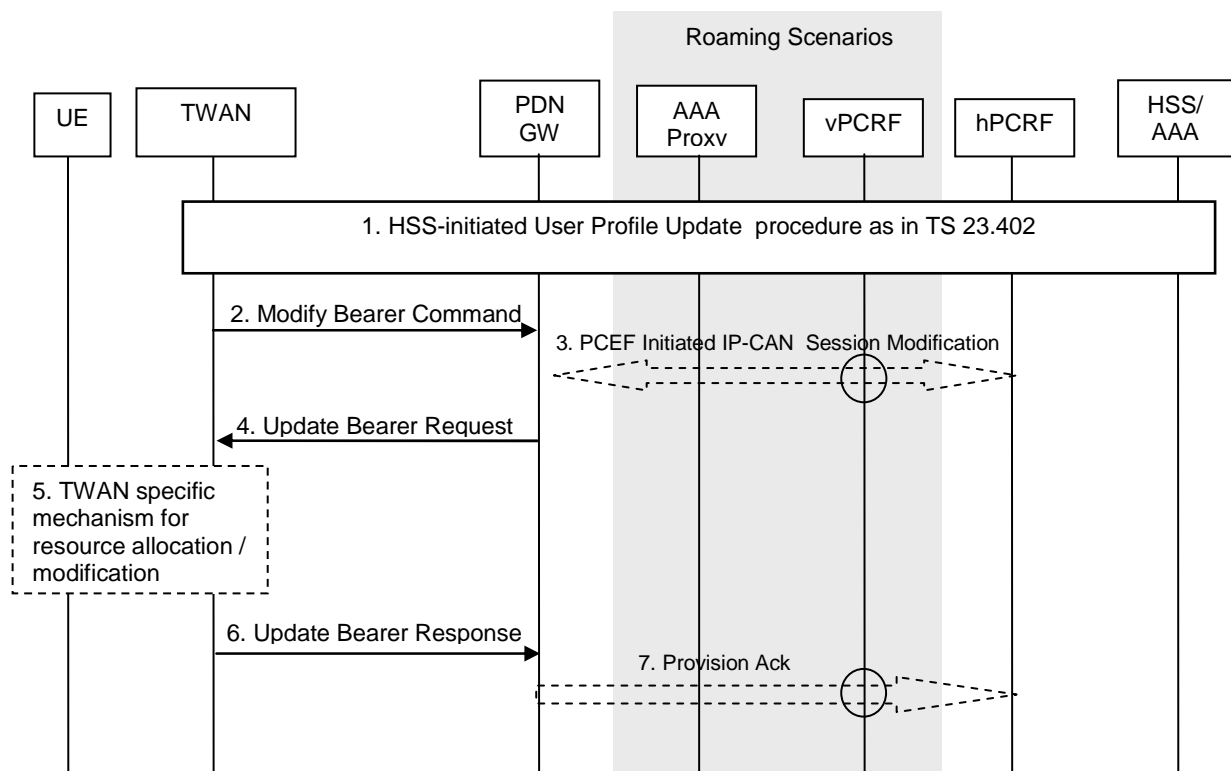 Roaming Scenarios
UE
TWAN
PDN
GW
AAA
Proxy
vPCRF
hPCRF
HSS/
AAA
1. HSS-initiated User Profile Update procedure as in TS 23.402
2. Modify Bearer Command
3. PCEF Initiated IP-CAN Session Modification
4. Update Bearer Request
5. TWAN specific
mechanism for
resource allocation /
modification
6. Update Bearer Response
7. Provision Ack